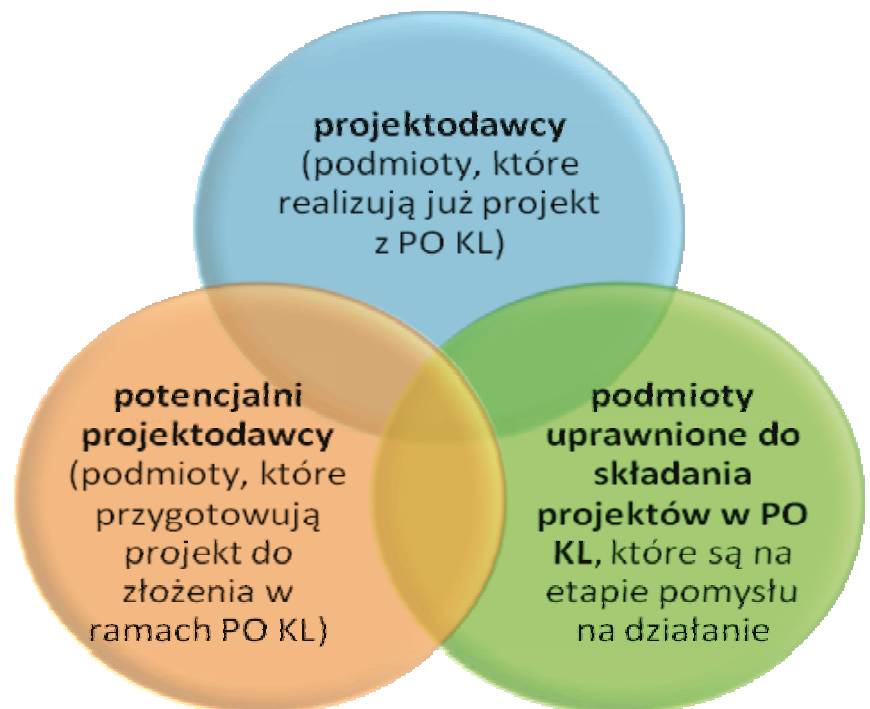 projektodawcy
(podmioty, które
realizują już projekt
z PO KL)
potencjalni
projektodawcy
(podmioty, które
przygotowują
projekt do
złożenia w
ramach PO KL)
podmioty
uprawnione do
składania
projektów w PO
KL, które są na
etapie pomysłu
na działanie